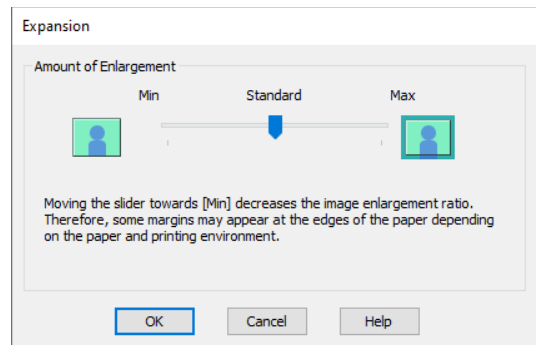 Expansion
Amount of Enlargement
Min Standard Max
Moving the slider towards [Min] decreases the image enlargement ratio.
Therefore, some margins may appear at the edges of the paper depending
on the paper and printing environment.
OK Cancel Help